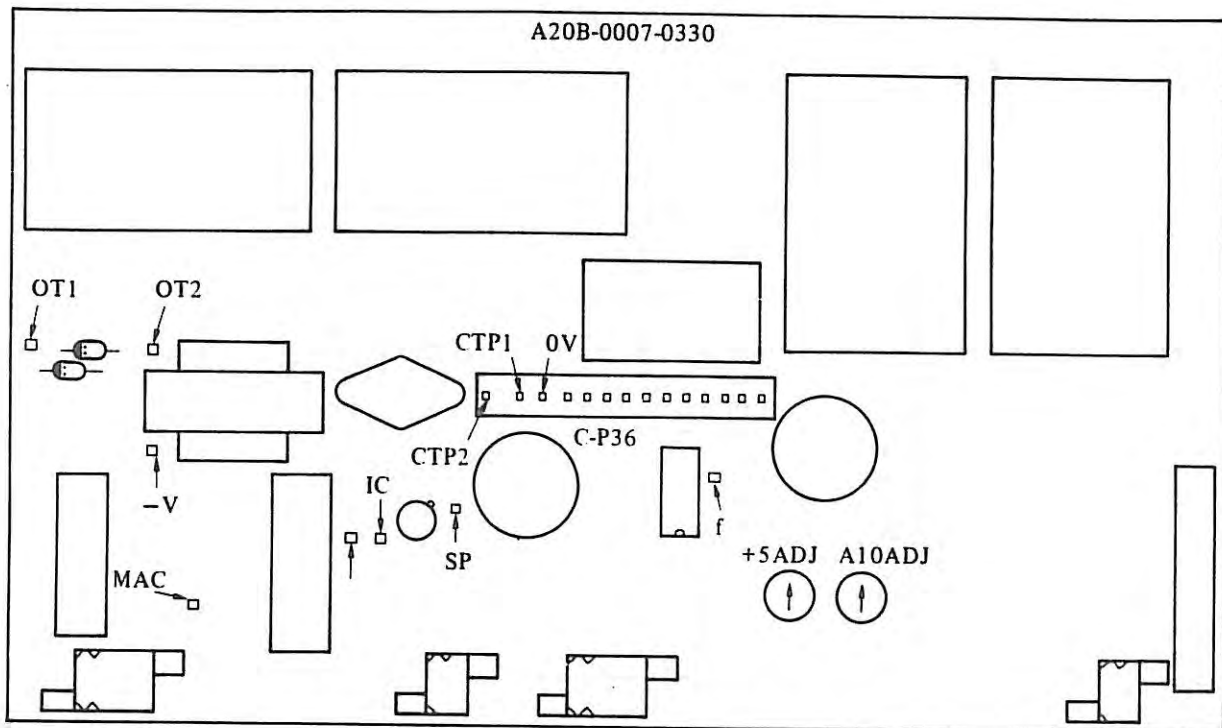 A20B-0007-0330
OT1
OT2
CTP1
0V
CTP2
C-P36
−V
IC
SP
f
+5ADJ
A10ADJ
MAC